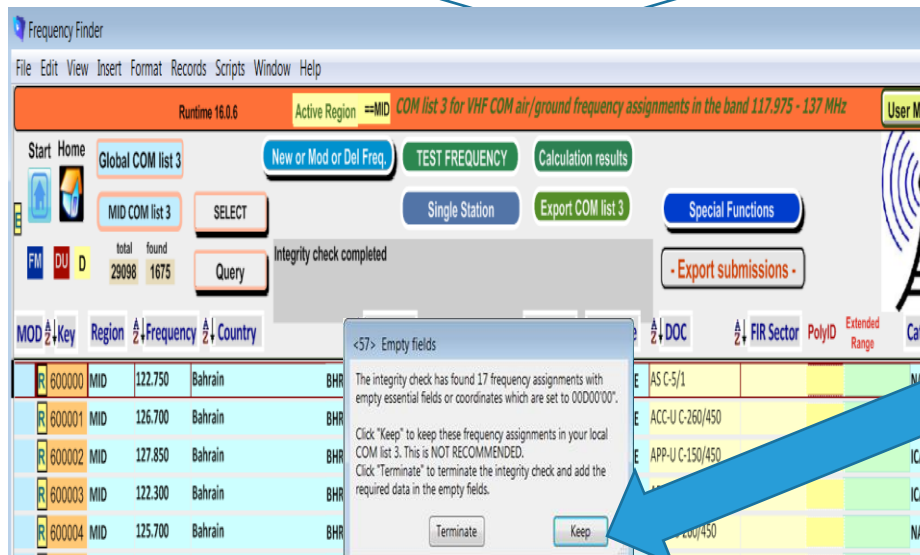 Frequency Finder
File Edit View Insert Format Records Scripts Window Help
Runtime 16.0.6
Active Region ==MID
COM list 3 for VHF COM air/ground frequency assignments in the band 117.975 - 137 MHz
Start Home
Global COM list 3
New or Mod or Del Freq.
TEST FREQUENCY
Calculation results
E
MID COM list 3
SELECT
Single Station
Export COM list 3
Special Functions
FM DU D
total found
29098 1675
Query
Integrity check completed
- Export submissions -
MOD Key Region Frequency Country DOC FIR Sector PolyID Extended
Range
<57> Empty fields
The integrity check has found 17 frequency assignments with
empty essential fields or coordinates which are set to 00D00'00".
Click "Keep" to keep these frequency assignments in your local
COM list 3. This is NOT RECOMMENDED.
Click "Terminate" to terminate the integrity check and add the
required data in the empty fields.
Terminate Keep
R 600000 MID 122.750 Bahrain BHR E AS C-5/1
R 600001 MID 126.700 Bahrain BHR E ACC-U C-260/450
R 600002 MID 127.850 Bahrain BHR E APP-U C-150/450
R 600003 MID 122.300 Bahrain BHR
R 600004 MID 125.700 Bahrain BHR